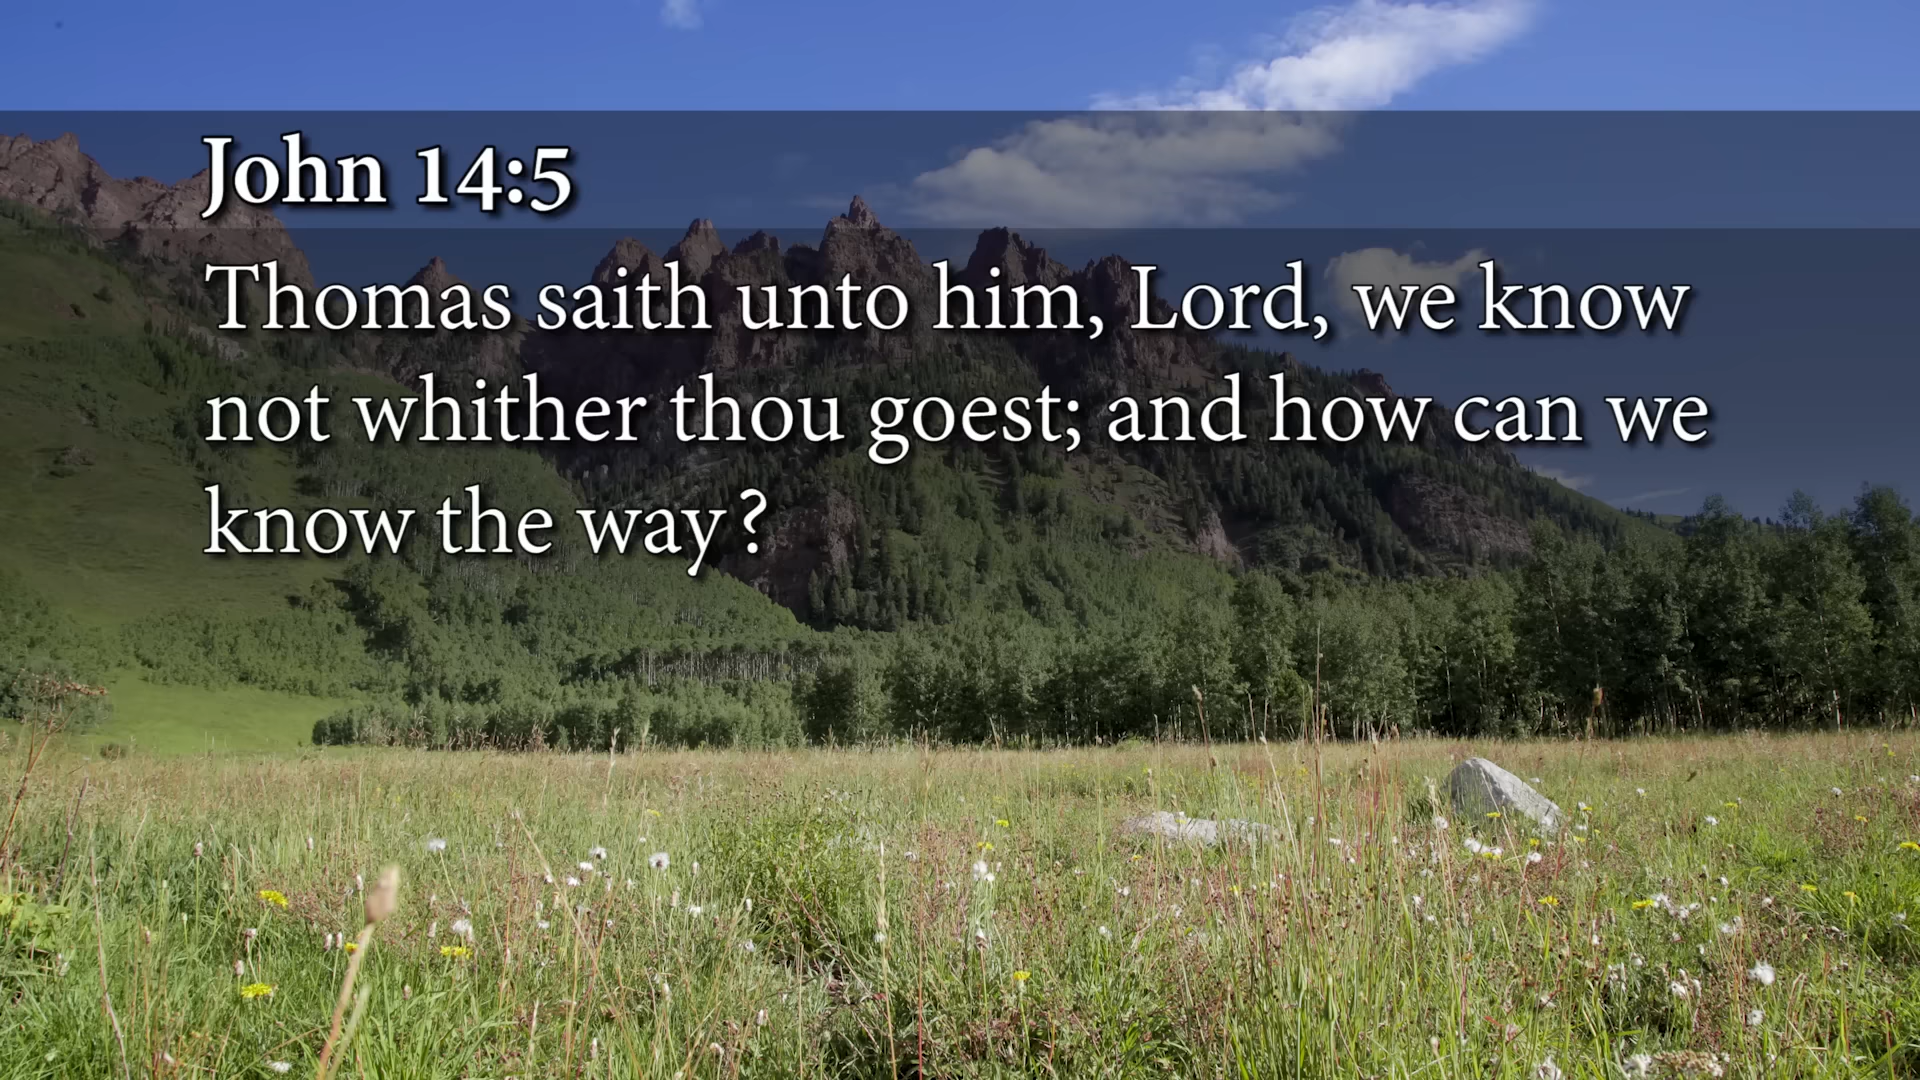 John 14:5
Thomas saith unto him, Lord, we know
not whither thou goest; and how can we
know the way?